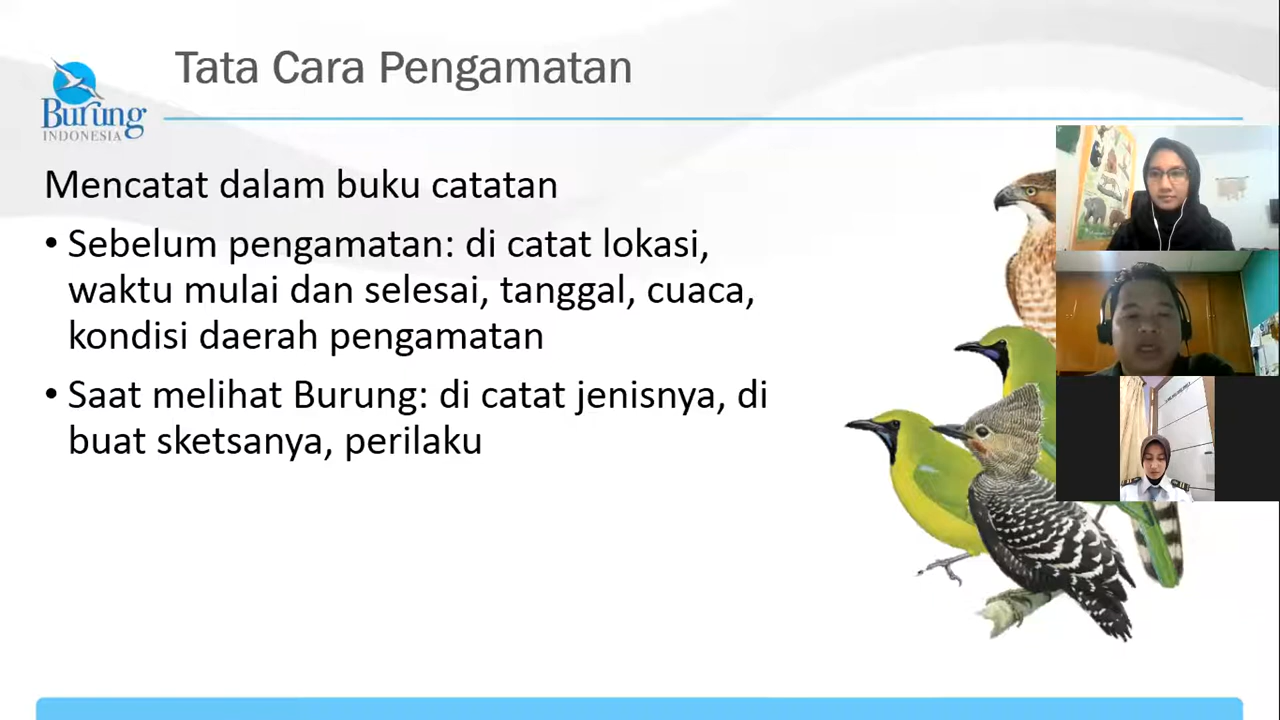 Tata Cara Pengamatan
Burung
INDONESIA
Mencatat dalam buku catatan
• Sebelum pengamatan: di catat lokasi,
waktu mulai dan selesai, tanggal, cuaca,
kondisi daerah pengamatan
• Saat melihat Burung: di catat jenisnya, di
buat sketsanya, perilaku